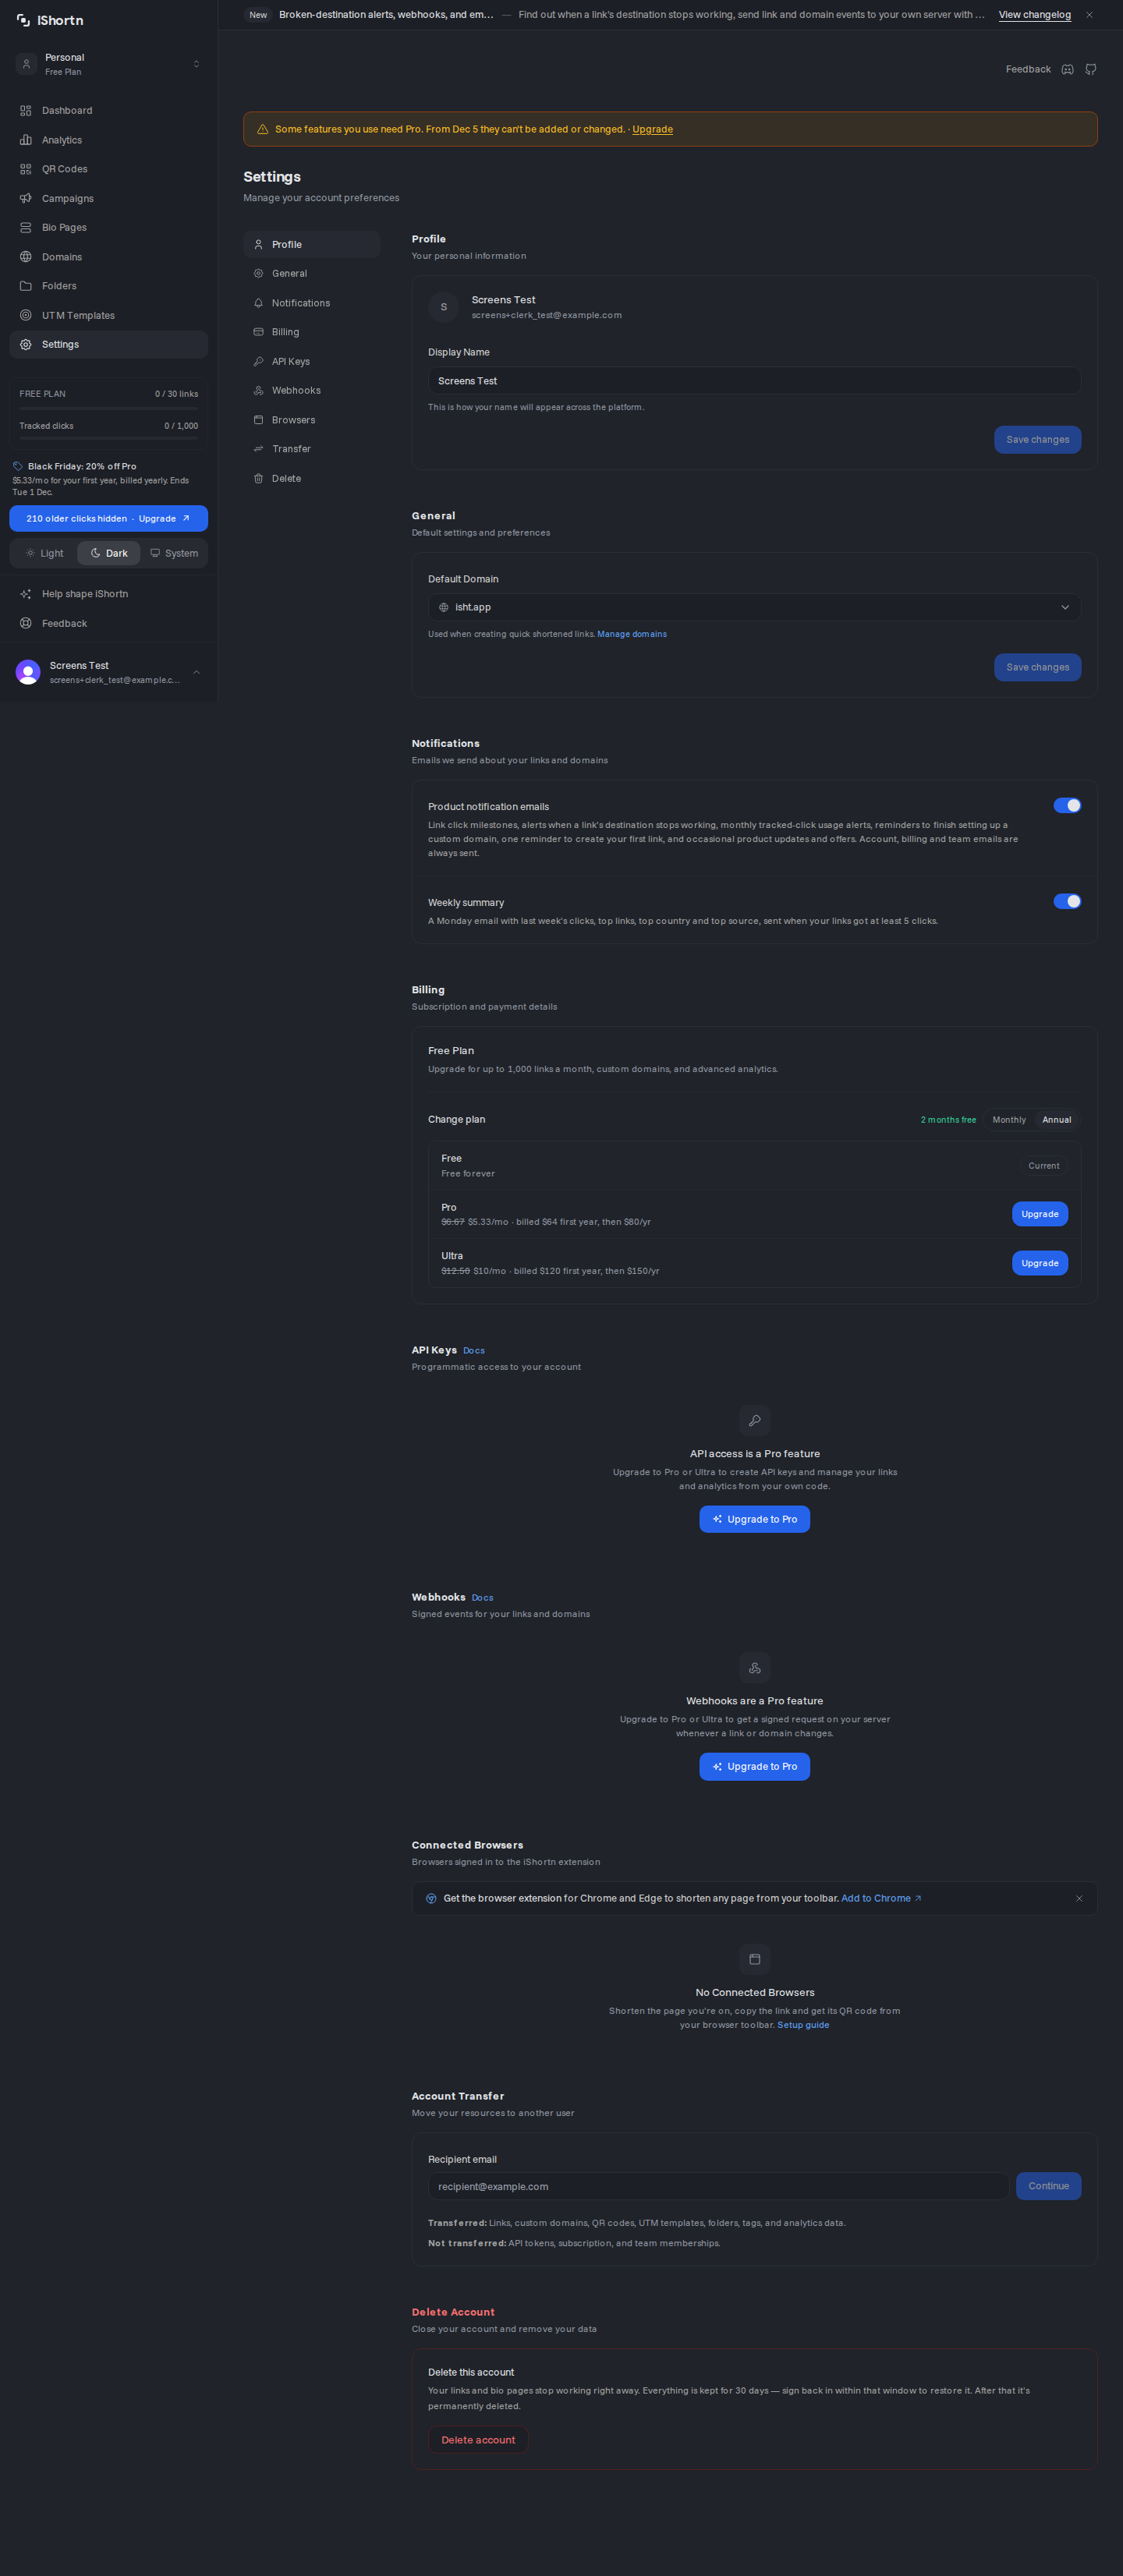 IShortn
Personal
Free Plan
Dashboard
Analytics
QR Codes
Campaigns
Bio Pages
Domains
Folders
UTM Templates
Settings
FREE PLAN
0 / 30 links
Tracked clicks
0 / 1,000
Black Friday: 20% off Pro
$5.33/mo for your first year, billed yearly. Ends
Tue 1 Dec.
210 older clicks hidden · Upgrade
Light
Dark
System
Help shape iShortn
Feedback
Screens Test
screens+clerk_test@example.c...
New
Broken-destination alerts, webhooks, and em... — Find out when a link's destination stops working, send link and domain events to your own server with ...
View changelog
Feedback
Some features you use need Pro. From Dec 5 they can't be added or changed. · Upgrade
Settings
Manage your account preferences
Profile
General
Notifications
Billing
API Keys
Webhooks
Browsers
Transfer
Delete
Profile
Your personal information
S
Screens Test
screens+clerk_test@example.com
Display Name
Screens Test
This is how your name will appear across the platform.
Save changes
General
Default settings and preferences
Default Domain
isht.app
Used when creating quick shortened links. Manage domains
Save changes
Notifications
Emails we send about your links and domains
Product notification emails
Link click milestones, alerts when a link's destination stops working, monthly tracked-click usage alerts, reminders to finish setting up a
custom domain, one reminder to create your first link, and occasional product updates and offers. Account, billing and team emails are
always sent.
Weekly summary
A Monday email with last week's clicks, top links, top country and top source, sent when your links got at least 5 clicks.
Billing
Subscription and payment details
Free Plan
Upgrade for up to 1,000 links a month, custom domains, and advanced analytics.
Change plan
2 months free
Monthly
Annual
Free
Free forever
Current
Pro
$6.67 $5.33/mo · billed $64 first year, then $80/yr
Upgrade
Ultra
$12.50 $10/mo · billed $120 first year, then $150/yr
Upgrade
API Keys Docs
Programmatic access to your account
API access is a Pro feature
Upgrade to Pro or Ultra to create API keys and manage your links
and analytics from your own code.
Upgrade to Pro
Webhooks Docs
Signed events for your links and domains
Webhooks are a Pro feature
Upgrade to Pro or Ultra to get a signed request on your server
whenever a link or domain changes.
Upgrade to Pro
Connected Browsers
Browsers signed in to the iShortn extension
Get the browser extension for Chrome and Edge to shorten any page from your toolbar. Add to Chrome
No Connected Browsers
Shorten the page you're on, copy the link and get its QR code from
your browser toolbar. Setup guide
Account Transfer
Move your resources to another user
Recipient email
recipient@example.com
Continue
Transferred: Links, custom domains, QR codes, UTM templates, folders, tags, and analytics data.
Not transferred: API tokens, subscription, and team memberships.
Delete Account
Close your account and remove your data
Delete this account
Your links and bio pages stop working right away. Everything is kept for 30 days — sign back in within that window to restore it. After that it's
permanently deleted.
Delete account